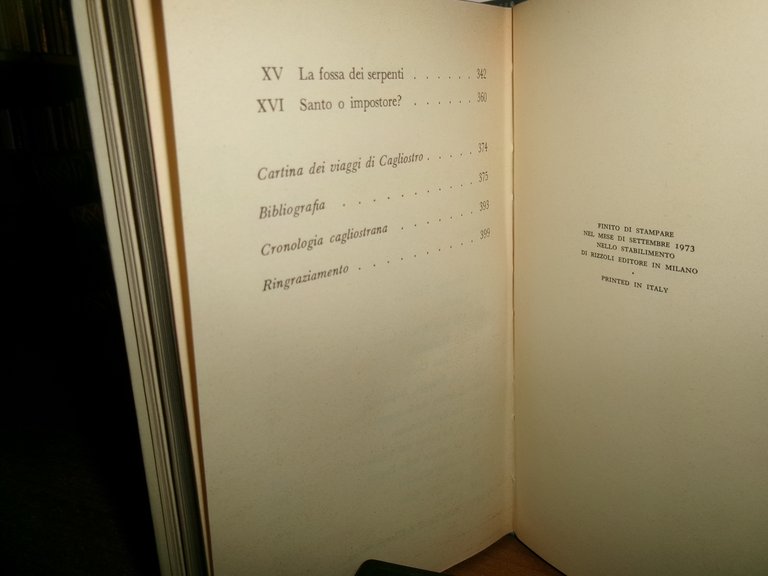 XV La fossa dei serpenti . . . . . . 342
XVI Santo o impostore? . . . . . . 360
Cartina dei viaggi di Cagliostro . . . . . 374
Bibliografia . . . . . . . . 375
Cronologia cagliostrana . . . . . . 393
Ringraziamento . . . . . . . . 399
FINITO DI STAMPARE
NEL MESE DI SETTEMBRE 1973
NELLO STABILIMENTO
DI RIZZOLI EDITORE IN MILANO
•
PRINTED IN ITALY